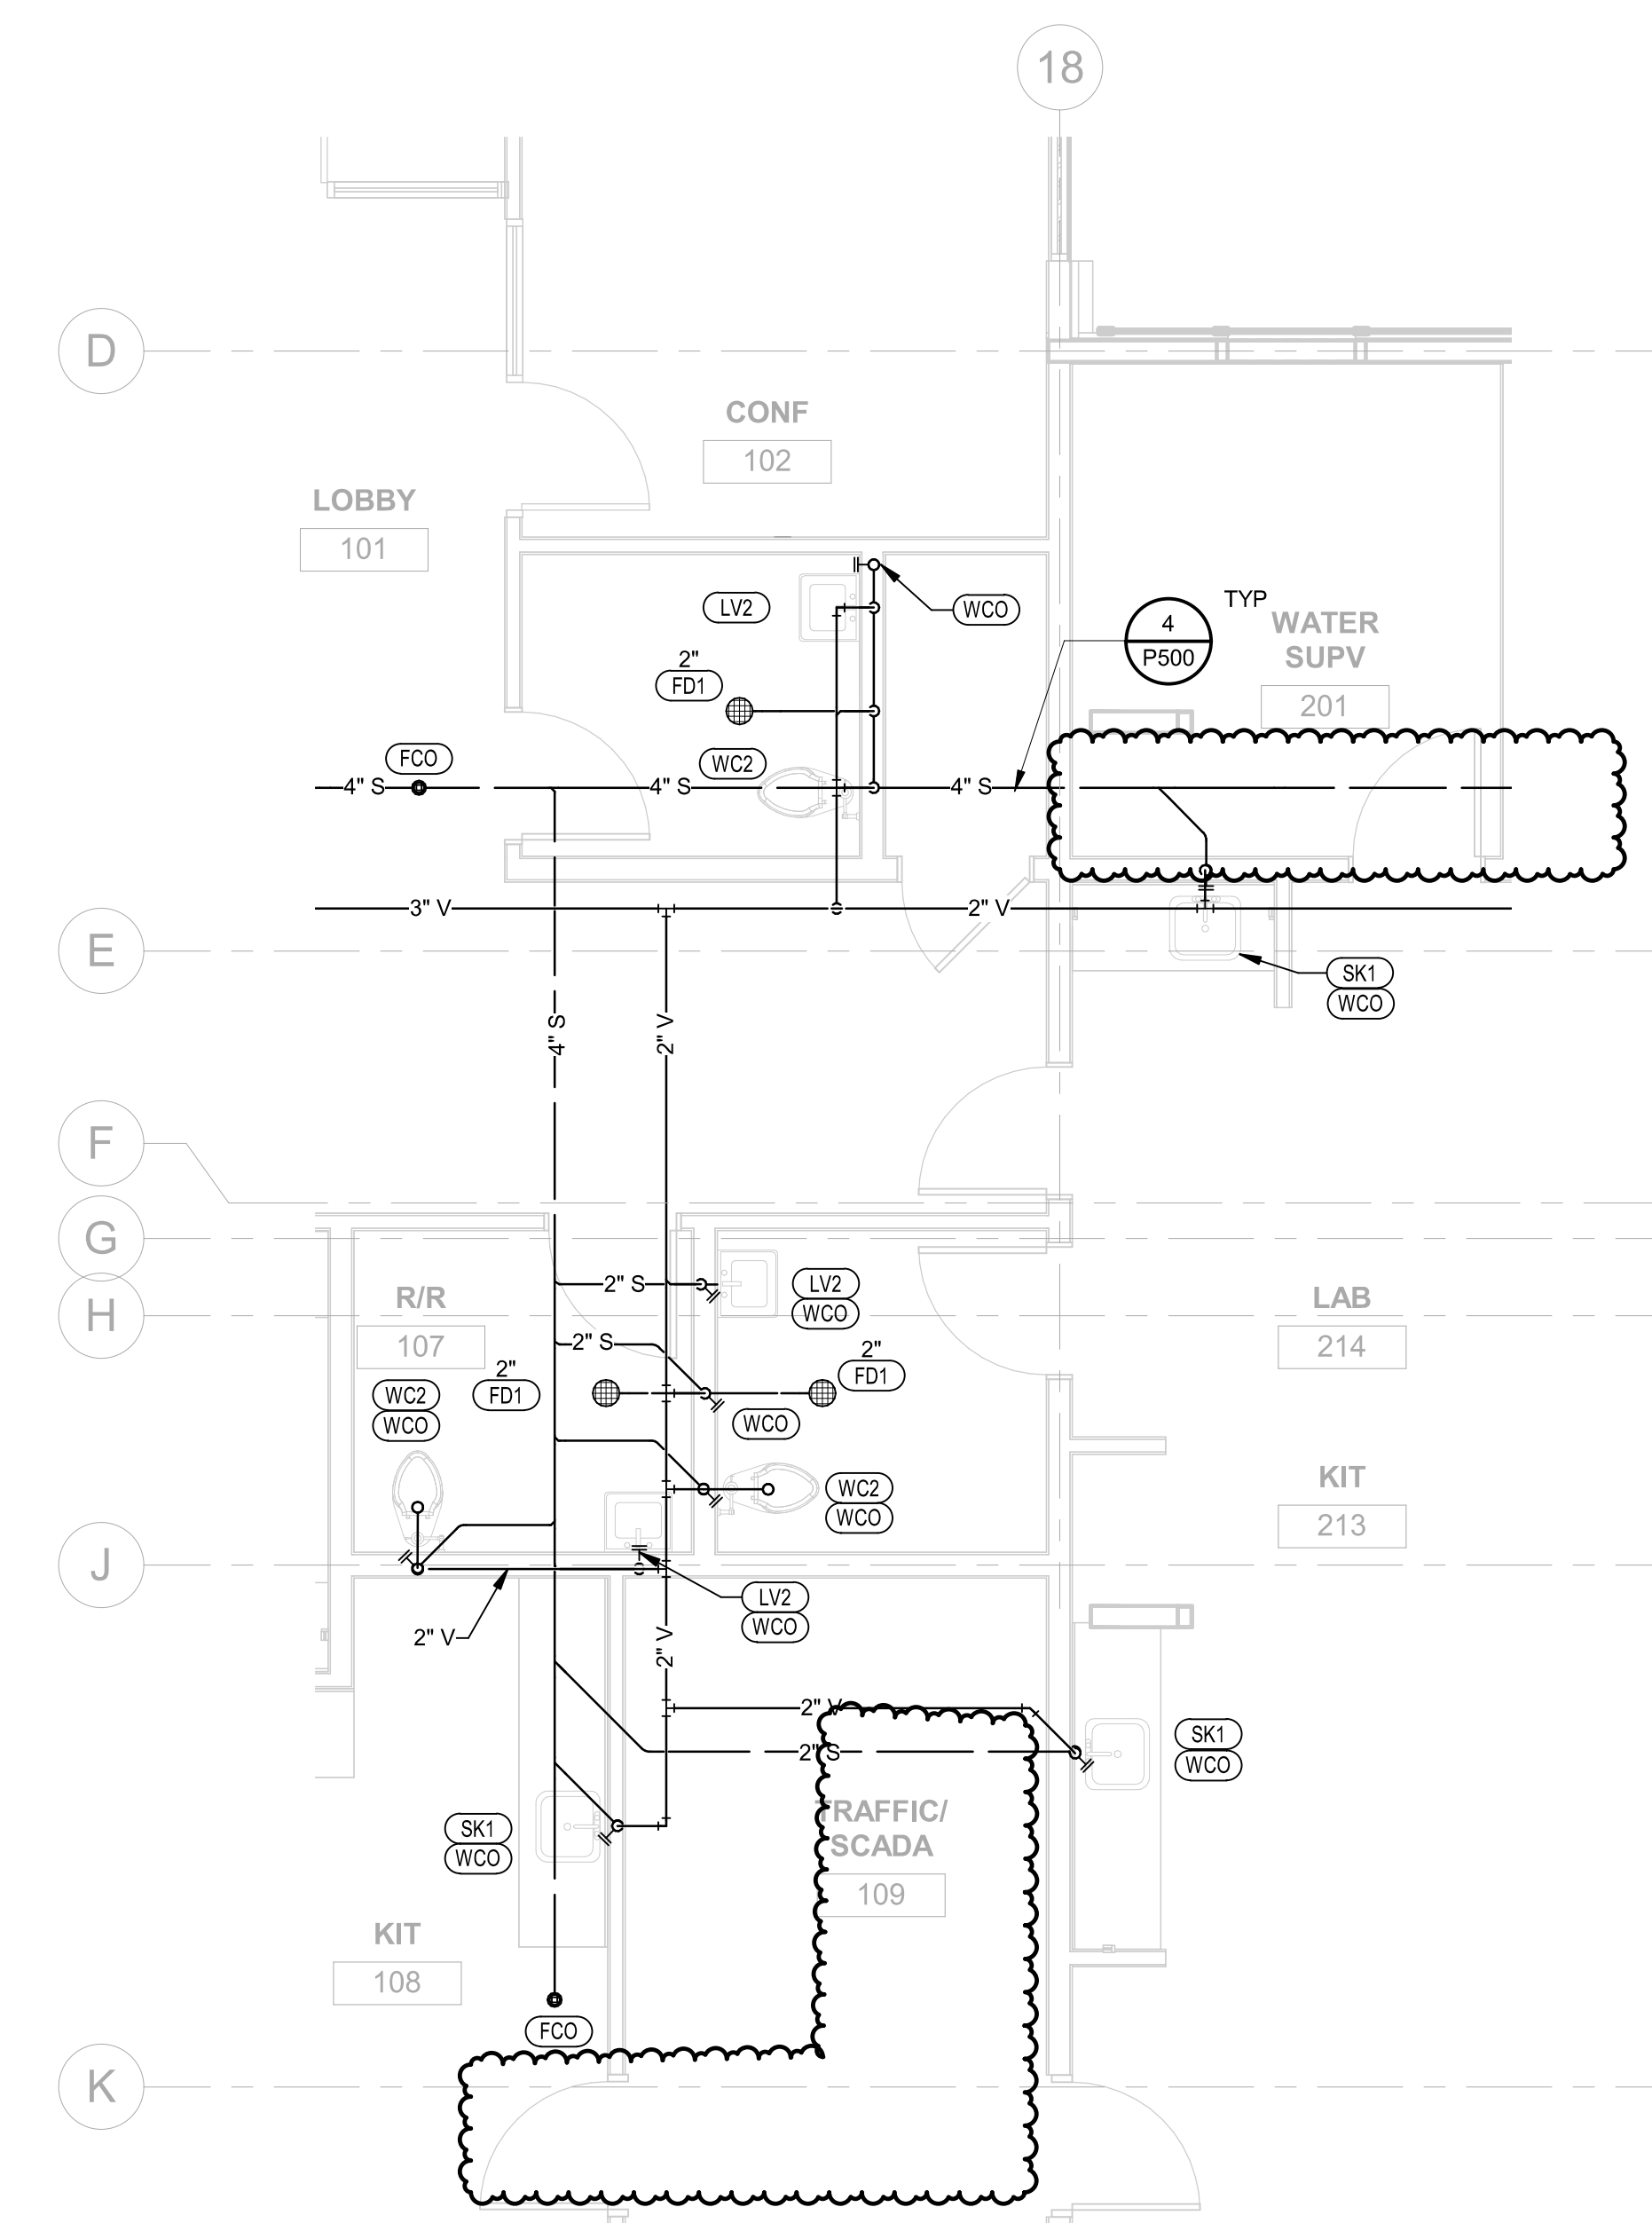 18
D
CONF
102
LOBBY
101
LV2
WCO
TYP
4
P500
WATER
SUPV
201
2"
FD1
FCO
WC2
4" S
4" S
4" S
3" V
2" V
E
SK1
WCO
4" S
2" V
F
G
H
R/R
107
2" S
LV2
WCO
LAB
214
2" S
2"
FD1
2"
FD1
WC2
WCO
WCO
WC2
WCO
KIT
213
J
LV2
WCO
2" V
2" V
2" V
2" S
SK1
WCO
SK1
WCO
TRAFFIC/
SCADA
109
KIT
108
FCO
K